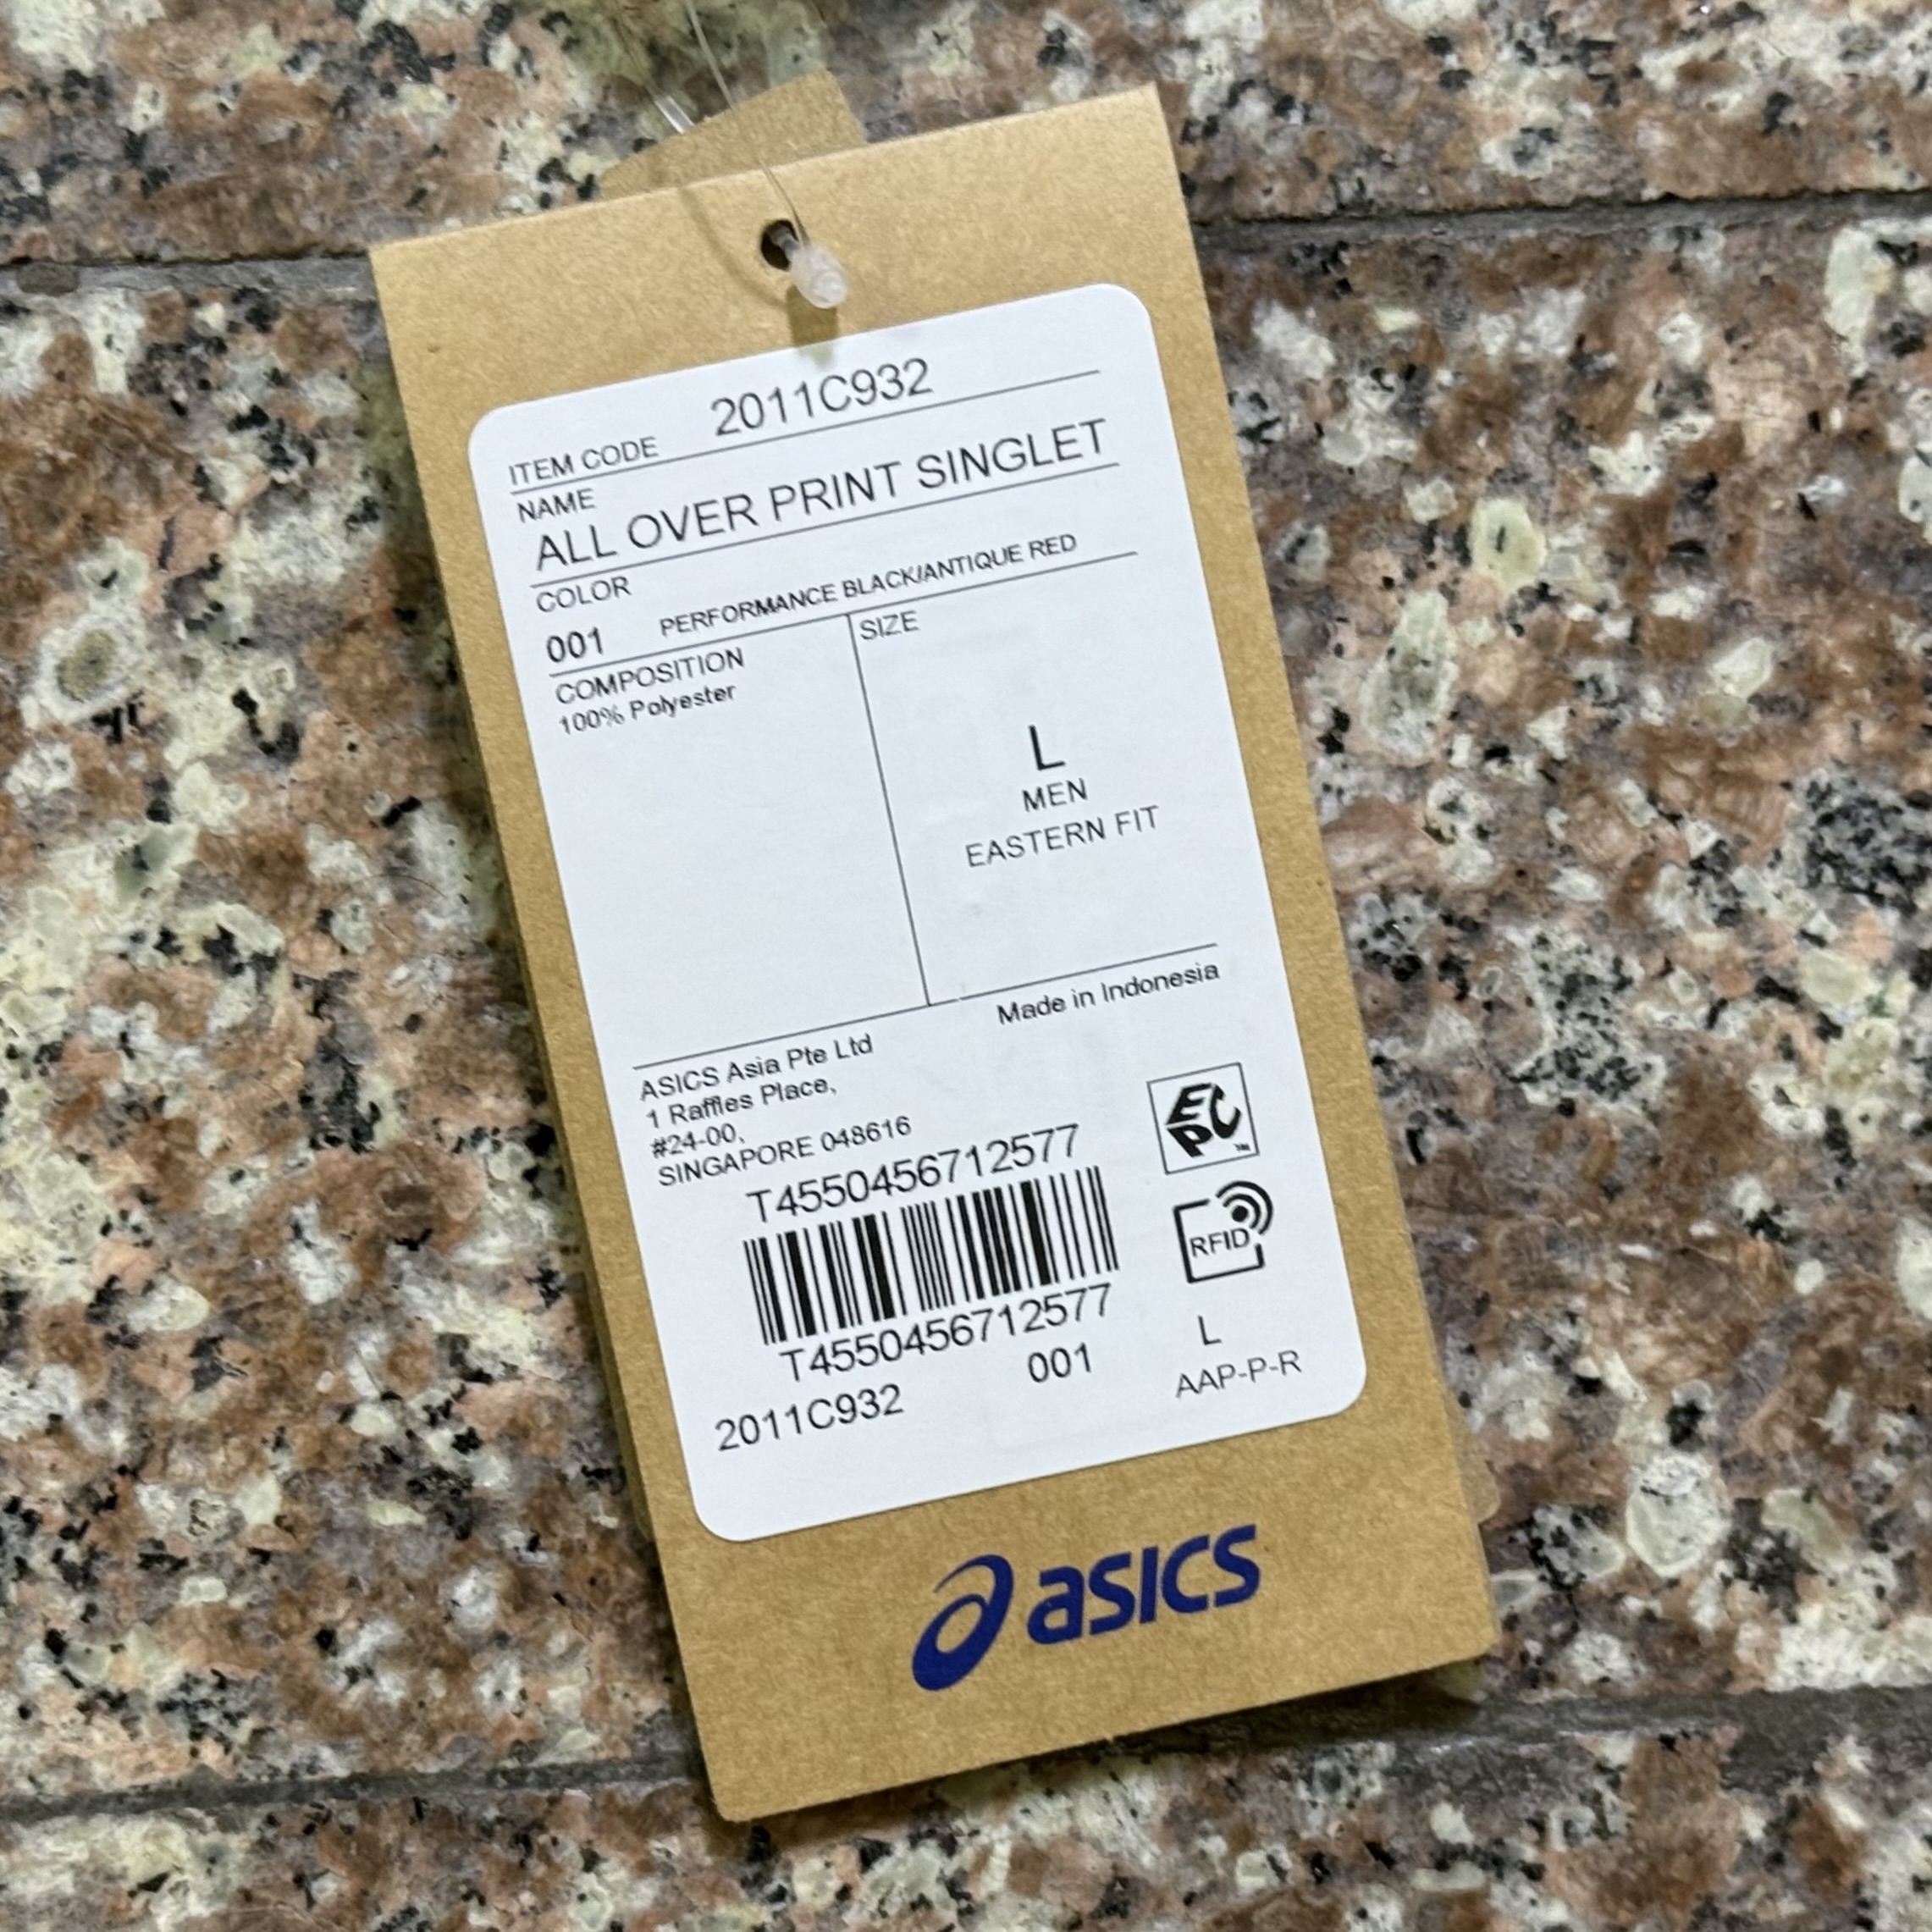 ITEM CODE 2011C932
NAME
ALL OVER PRINT SINGLET
COLOR
001 PERFORMANCE BLACK/ANTIQUE RED
COMPOSITION
100% Polyester
SIZE
L
MEN
EASTERN FIT
Made in Indonesia
ASICS Asia Pte Ltd
1 Raffles Place,
#24-00,
SINGAPORE 048616
T4550456712577
EPC™
RFID
T4550456712577
2011C932 001 L
AAP-P-R
asics